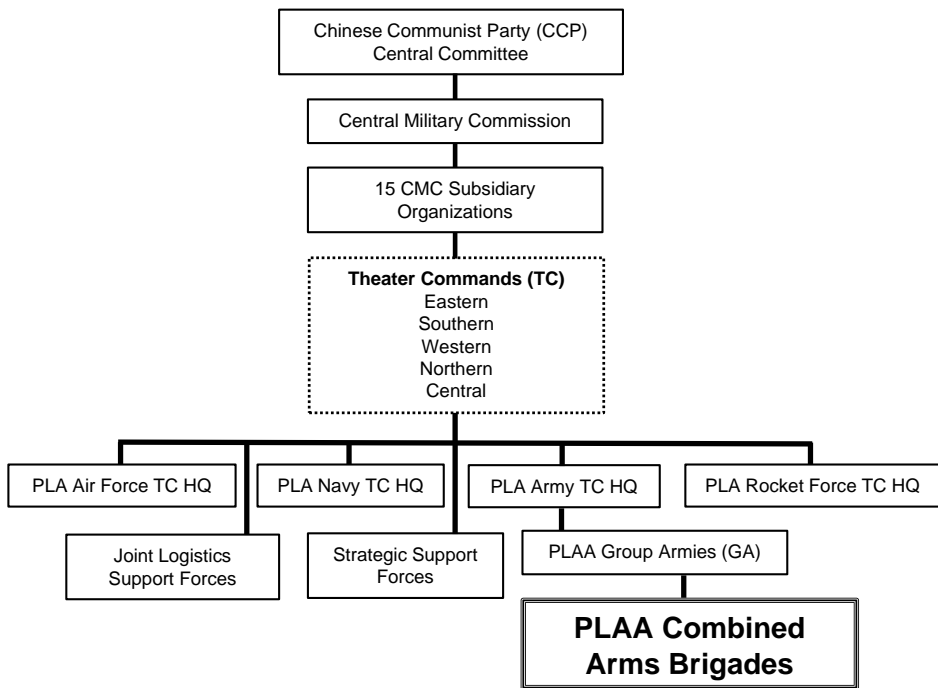 Chinese Communist Party (CCP)
Central Committee
Central Military Commission
15 CMC Subsidiary
Organizations
Theater Commands (TC)
Eastern
Southern
Western
Northern
Central
PLA Air Force TC HQ
PLA Navy TC HQ
PLA Army TC HQ
PLA Rocket Force TC HQ
Joint Logistics
Support Forces
Strategic Support
Forces
PLAA Group Armies (GA)
PLAA Combined
Arms Brigades